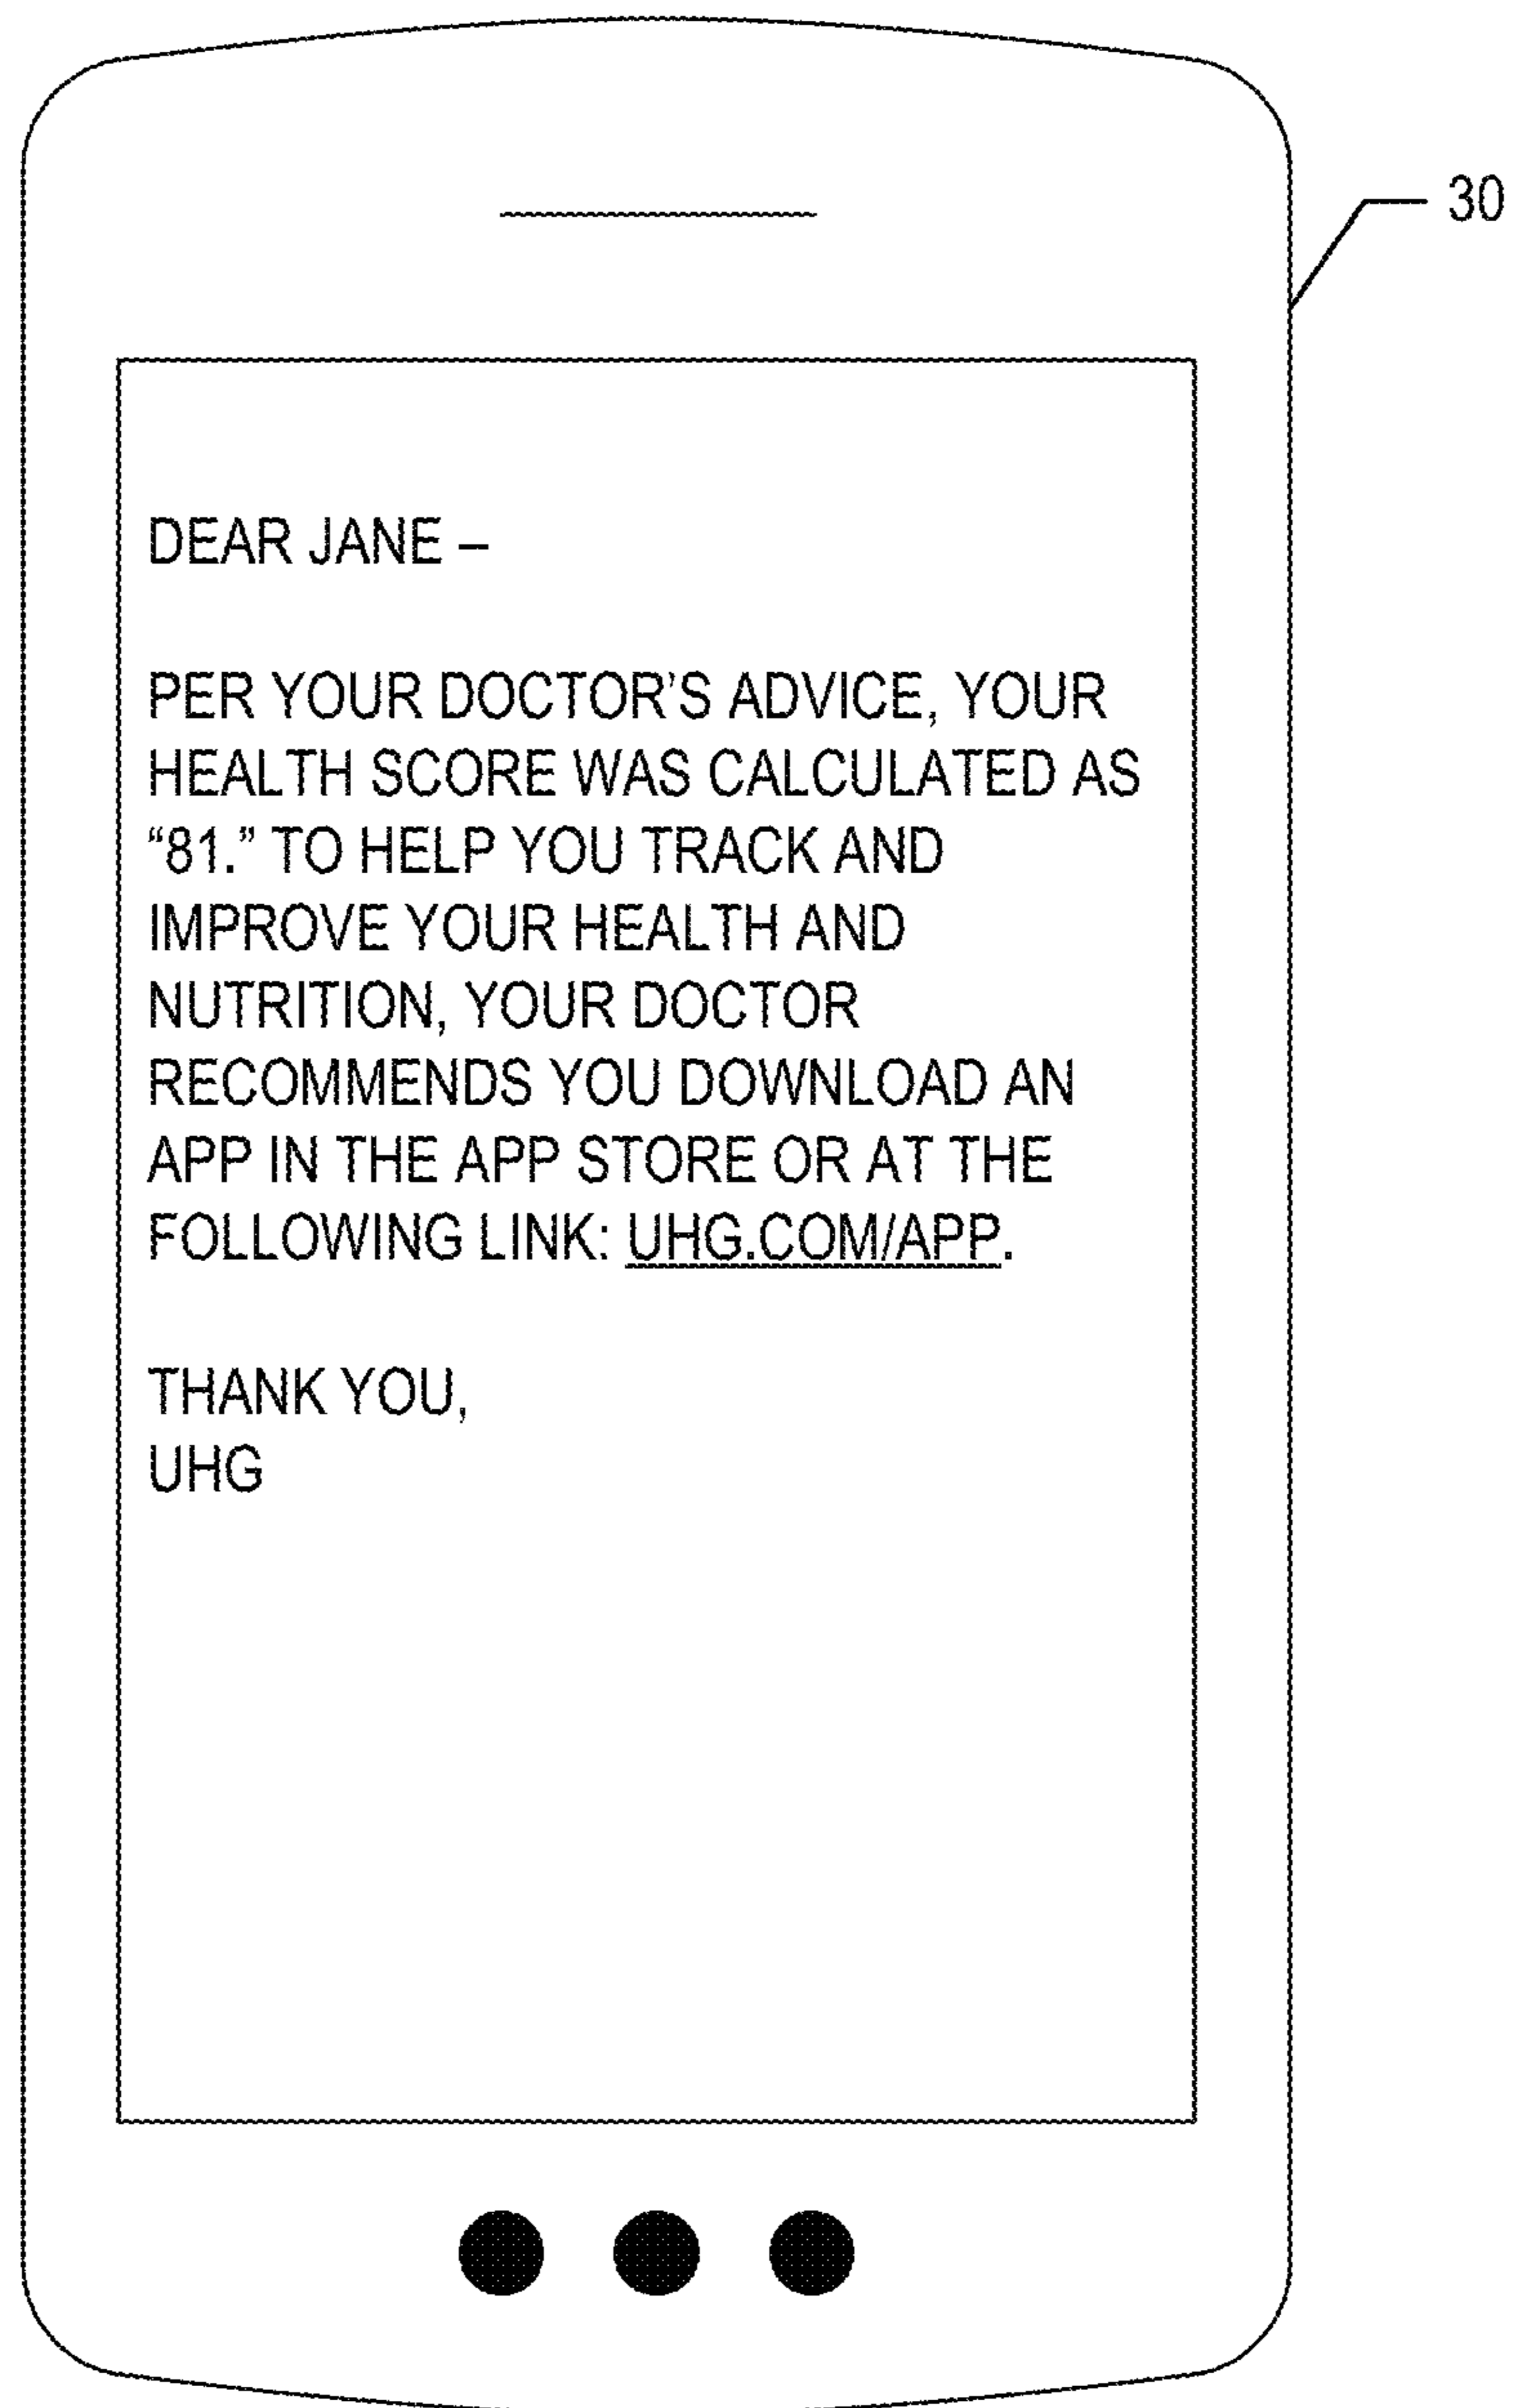 30
DEAR JANE –
PER YOUR DOCTOR'S ADVICE, YOUR
HEALTH SCORE WAS CALCULATED AS
“81.” TO HELP YOU TRACK AND
IMPROVE YOUR HEALTH AND
NUTRITION, YOUR DOCTOR
RECOMMENDS YOU DOWNLOAD AN
APP IN THE APP STORE OR AT THE
FOLLOWING LINK: UHG.COM/APP.
THANK YOU,
UHG